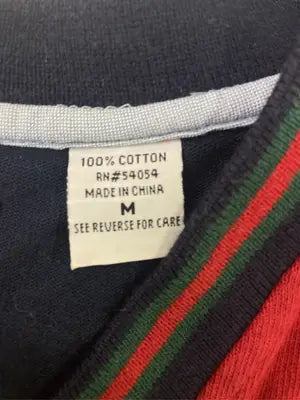 100% COTTON
RN#54054
MADE IN CHINA
M
SEE REVERSE FOR CARE